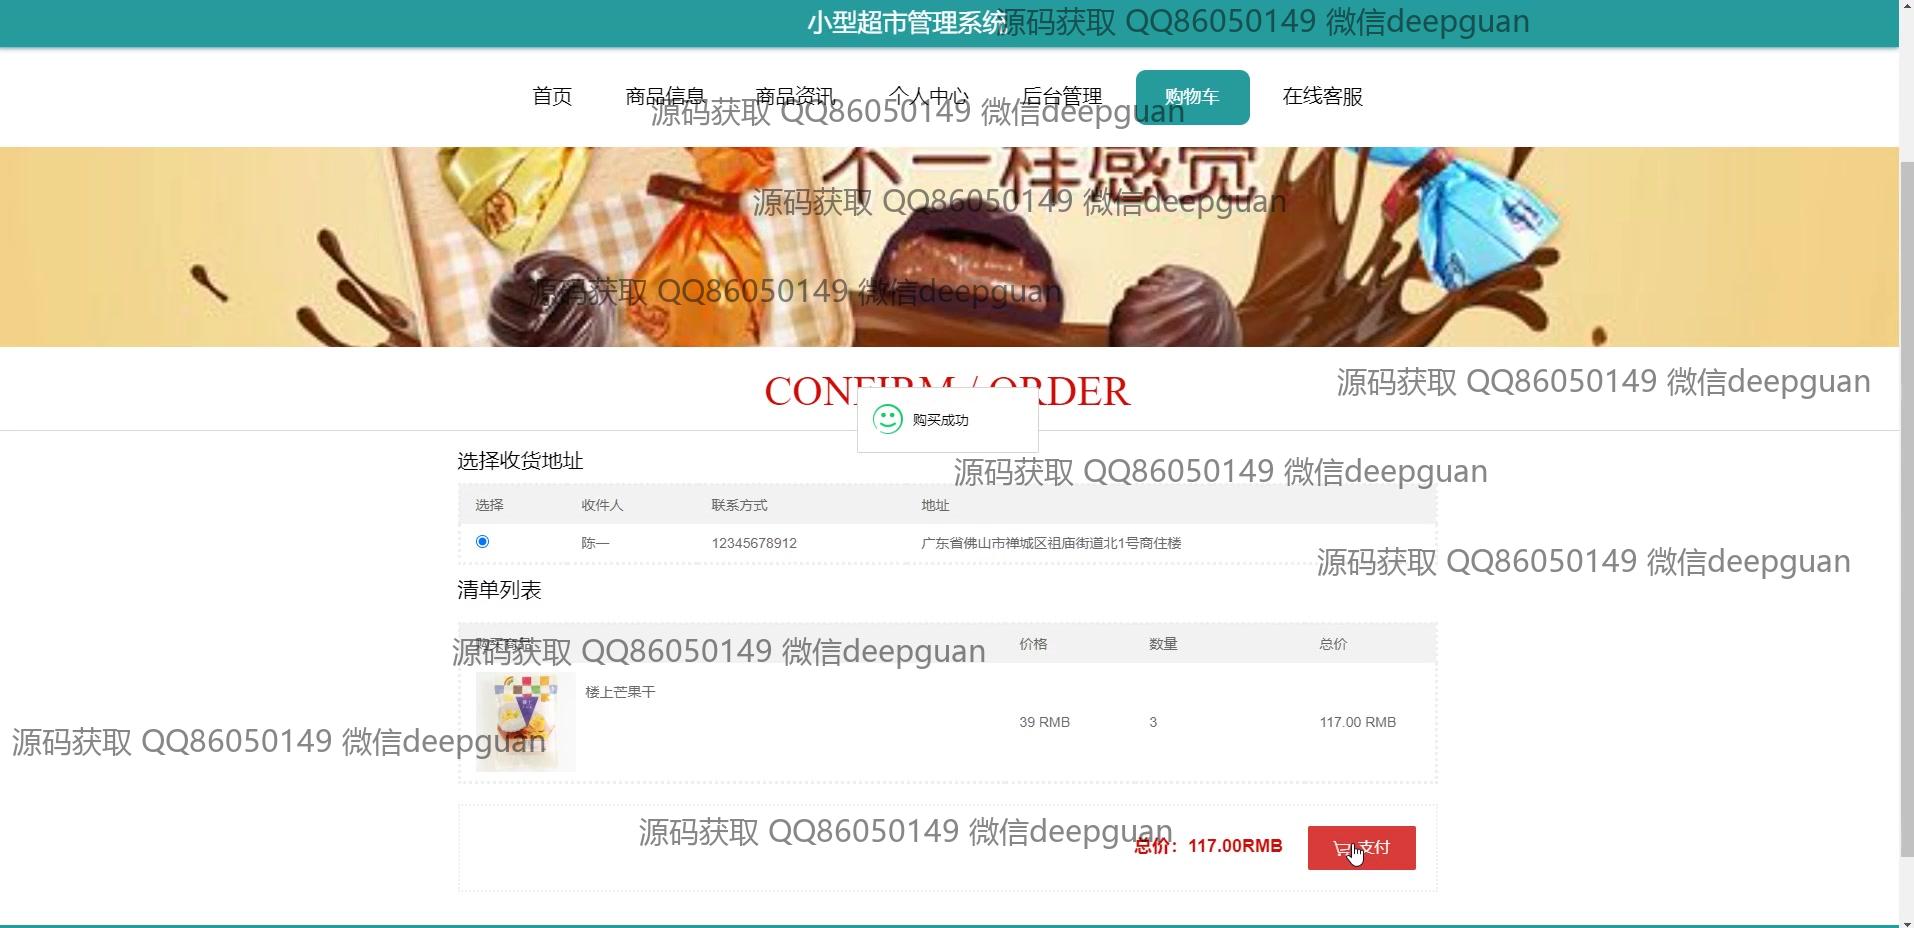 小型超市管理系统
源码获取 QQ86050149 微信deepguan
首页 商品信息 商品资讯 个人中心 后台管理 购物车 在线客服
源码获取 QQ86050149 微信deepguan
不一样感觉
源码获取 QQ86050149 微信deepguan
源码获取 QQ86050149 微信deepguan
CONFIRM / ORDER
源码获取 QQ86050149 微信deepguan
购买成功
选择收货地址
源码获取 QQ86050149 微信deepguan
选择 收件人 联系方式 地址
陈一 12345678912 广东省佛山市禅城区祖庙街道北1号商住楼
源码获取 QQ86050149 微信deepguan
清单列表
购买商品 价格 数量 总价
源码获取 QQ86050149 微信deepguan
楼上芒果干
39 RMB 3 117.00 RMB
源码获取 QQ86050149 微信deepguan
源码获取 QQ86050149 微信deepguan
总价：117.00RMB 支付